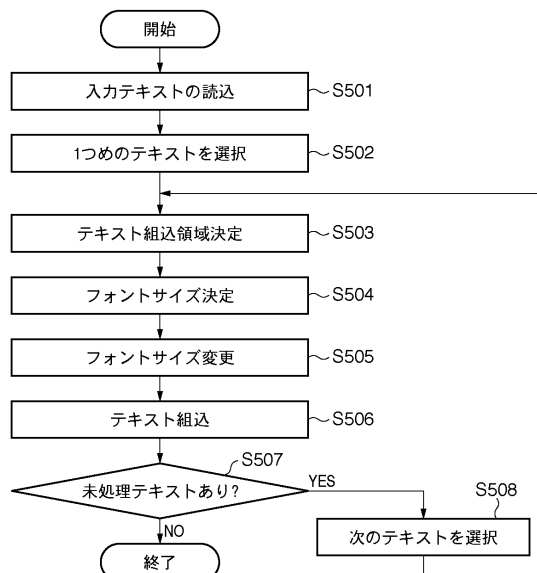 開始
入力テキストの読込
S501
1つめのテキストを選択
S502
テキスト組込領域決定
S503
フォントサイズ決定
S504
フォントサイズ変更
S505
テキスト組込
S506
S507
未処理テキストあり?
YES
S508
次のテキストを選択
NO
終了